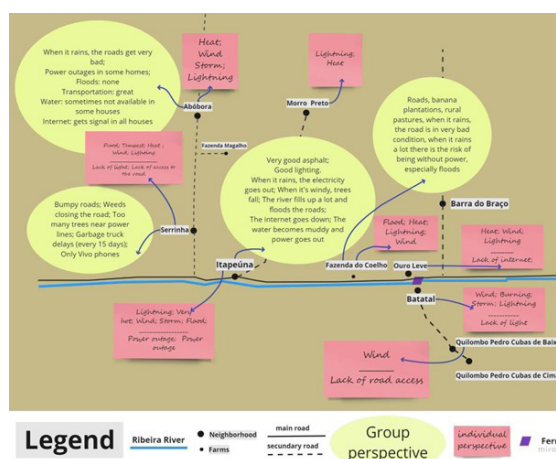 When it rains, the roads get very
bad;
Power outages in some homes;
Floods: none
Transportation: great
Water: sometimes not available in
some houses
Internet: gets signal in all houses
Heat;
Wind
Storm;
Lightning
Abóbora
Lightning;
Heat
Morro Preto
Roads, banana
plantations, rural
pastures, when it rains,
the road is in very bad
condition, when it rains
a lot there is the risk of
being without power,
especially floods
Fazenda Magalho
Flood; Tempest; Heat;
Wind; Lightning
Lack of light; Lack of access to
the road
Very good asphalt;
Good lighting.
When it rains, the electricity
goes out; When it's windy, trees
fall; The river fills up a lot and
floods the roads;
The internet goes down; The
water becomes muddy and
power goes out
Bumpy roads; Weeds
closing the road; Too
many trees near power
lines; Garbage truck
delays (every 15 days);
Only Vivo phones
Serrinha
Barra do Braço
Flood; Heat;
Lightning;
Wind
Heat; Wind;
Lightning
Lack of internet;
Itapeúna
Fazenda do Coelho
Ouro Leve
Batatal
Wind; Burning;
Storm; Lightning
Lack of light
Lightning; Very
hot; Wind; Storm; Flood;
Power outage; Power
outage
Quilombo Pedro Cubas de Baix
Wind
Lack of road access
Quilombo Pedro Cubas de Cima
Legend
Ribeira River
Neighborhood
Farms
main road
secundary road
Group
perspective
individual
perspective
Ferr
miro